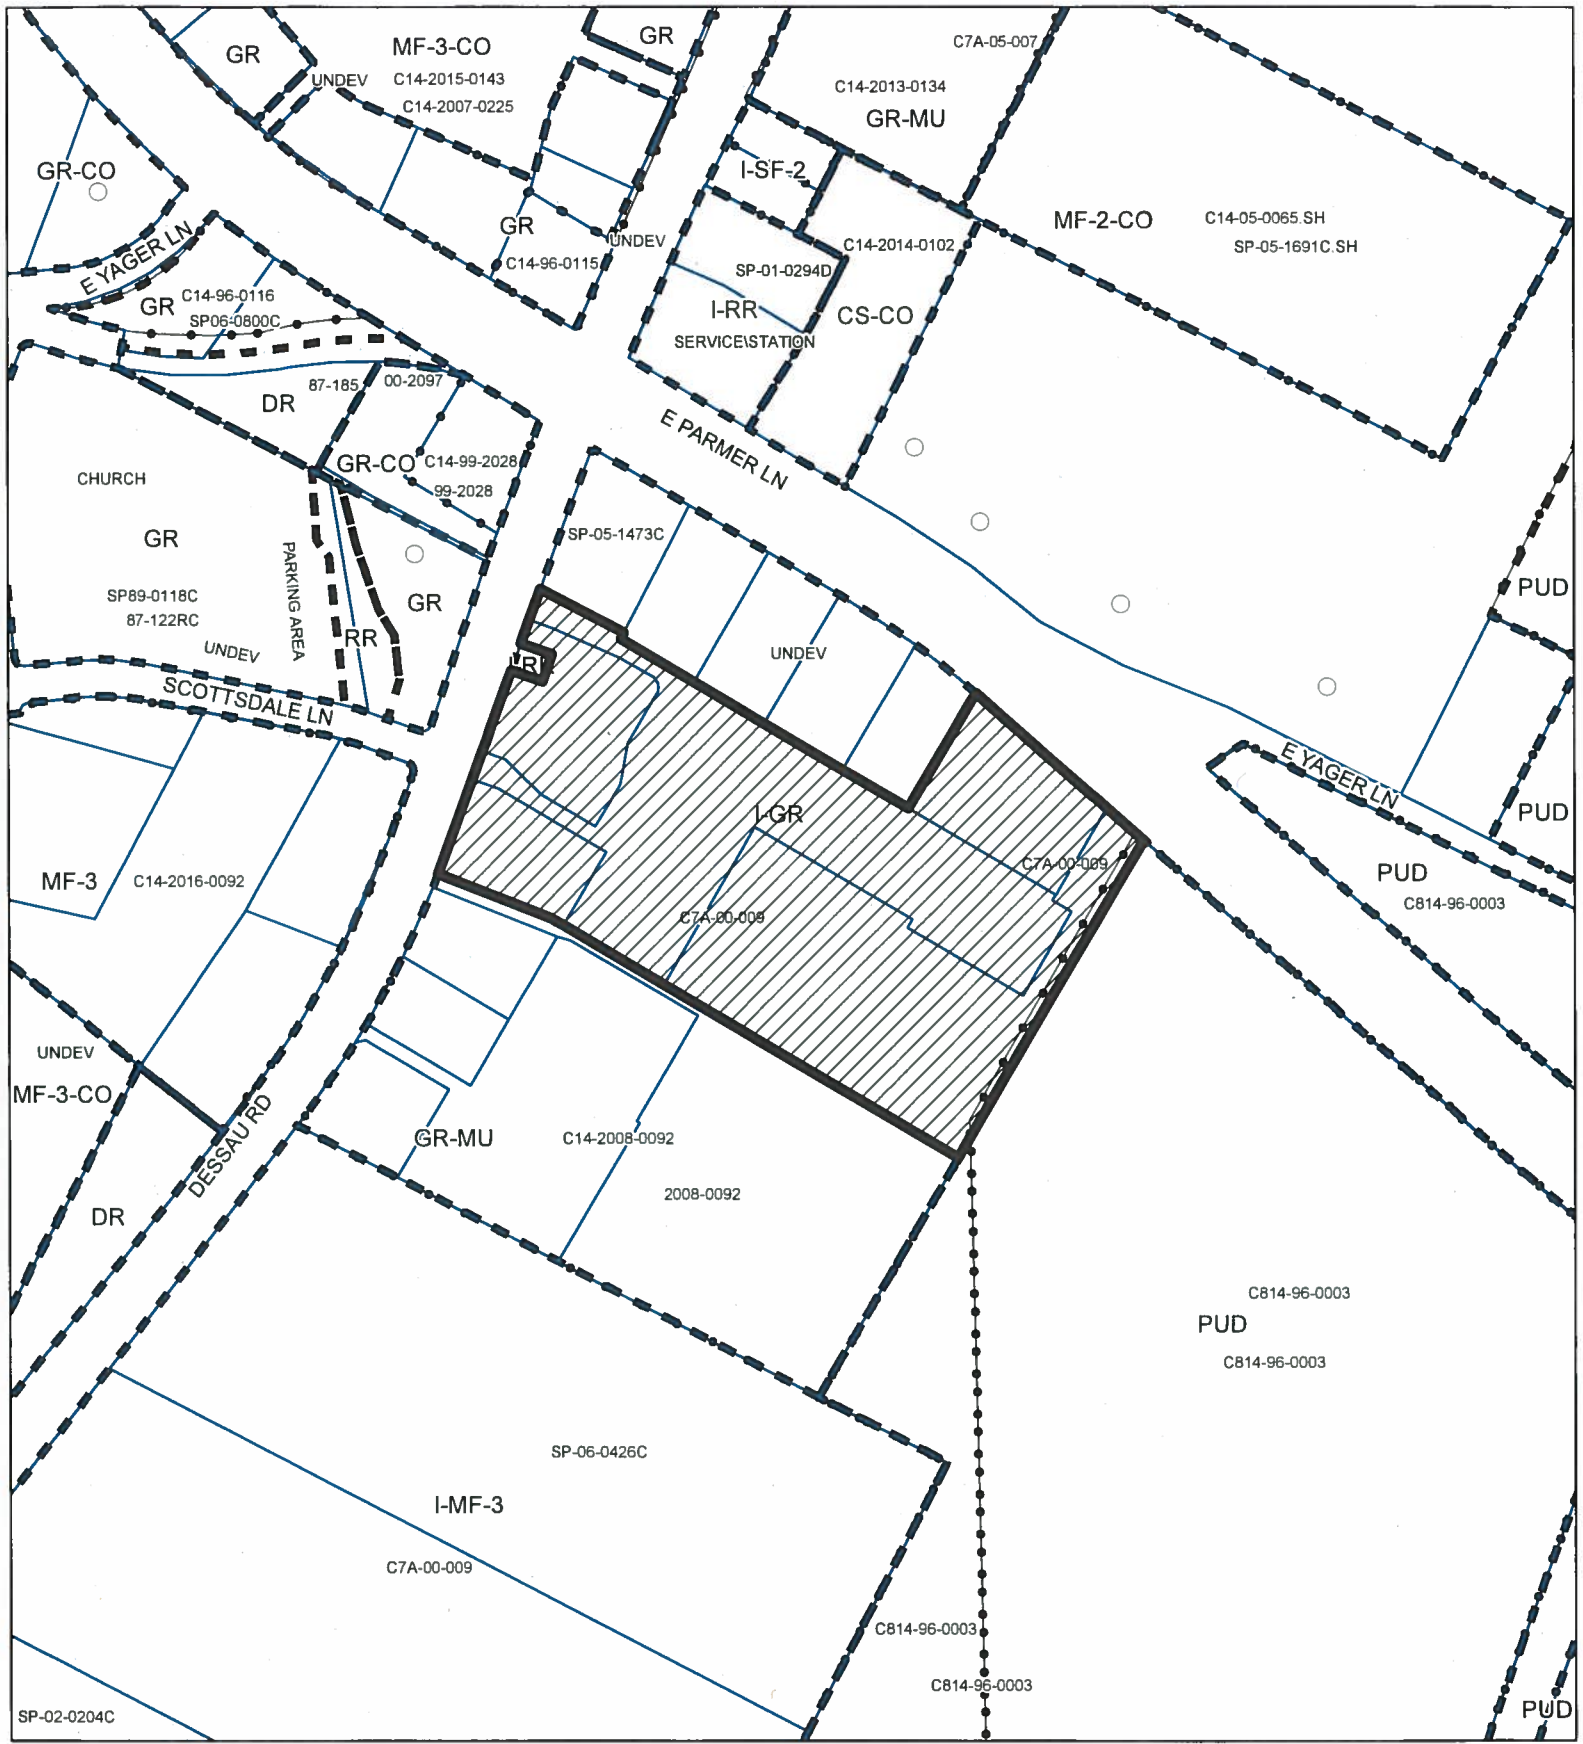 GR
MF-3-CO
GR
C7A-05-007
UNDEV
C14-2015-0143
C14-2007-0225
C14-2013-0134
GR-MU
GR-CO
I-SF-2
MF-2-CO
C14-05-0065.SH
SP-05-1691C.SH
E YAGER LN
GR
UNDEV
C14-96-0115
C14-2014-0102
SP-01-0294D
GR
C14-96-0116
SP06-0800C
I-RR
CS-CO
SERVICE\STATION
87-185
00-2097
DR
E PARMER LN
GR-CO
C14-99-2028
99-2028
CHURCH
GR
SP-05-1473C
PARKING AREA
SP89-0118C
87-122RC
GR
PUD
RR
UNDEV
UNDEV
SCOTTSDALE LN
E YAGER LN
I-GR
PUD
C7A-00-009
MF-3
C14-2016-0092
PUD
C814-96-0003
C7A-00-009
UNDEV
MF-3-CO
DESSAU RD
GR-MU
C14-2008-0092
2008-0092
DR
C814-96-0003
PUD
C814-96-0003
SP-06-0426C
I-MF-3
C7A-00-009
C814-96-0003
C814-96-0003
SP-02-0204C
PUD